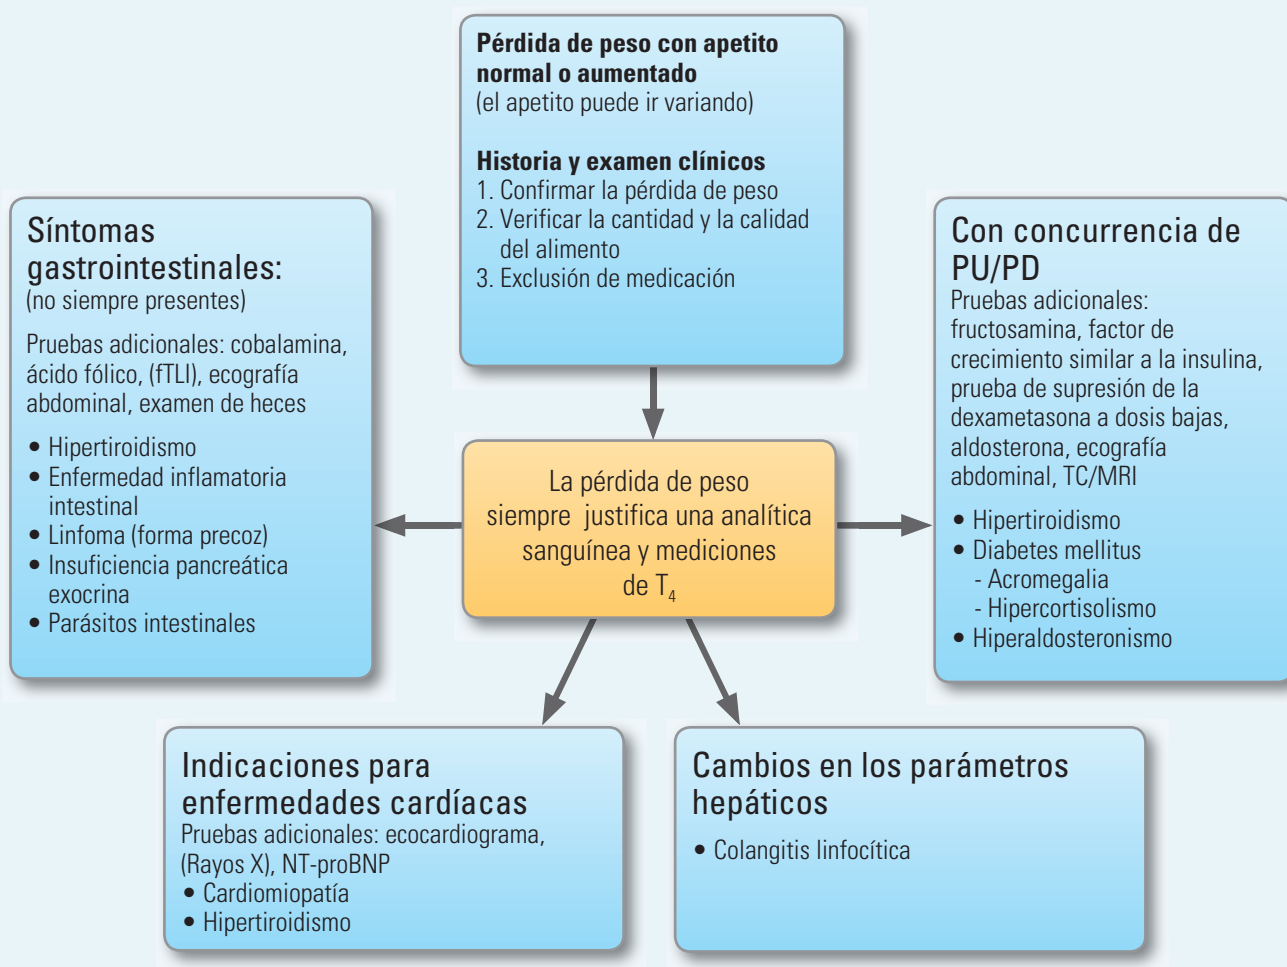 Pérdida de peso con apetito
normal o aumentado
(el apetito puede ir variando)
Historia y examen clínicos
1. Confirmar la pérdida de peso
2. Verificar la cantidad y la calidad
del alimento
3. Exclusión de medicación
Síntomas
gastrointestinales:
(no siempre presentes)
Pruebas adicionales: cobalamina,
ácido fólico, (fTLI), ecografía
abdominal, examen de heces
• Hipertiroidismo
• Enfermedad inflamatoria
intestinal
• Linfoma (forma precoz)
• Insuficiencia pancreática
exocrina
• Parásitos intestinales
La pérdida de peso
siempre justifica una analítica
sanguínea y mediciones
de T₄
Con concurrencia de
PU/PD
Pruebas adicionales:
fructosamina, factor de
crecimiento similar a la insulina,
prueba de supresión de la
dexametasona a dosis bajas,
aldosterona, ecografía
abdominal, TC/MRI
• Hipertiroidismo
• Diabetes mellitus
- Acromegalia
- Hipercortisolismo
• Hiperaldosteronismo
Indicaciones para
enfermedades cardíacas
Pruebas adicionales: ecocardiograma,
(Rayos X), NT-proBNP
• Cardiomiopatía
• Hipertiroidismo
Cambios en los parámetros
hepáticos
• Colangitis linfocítica